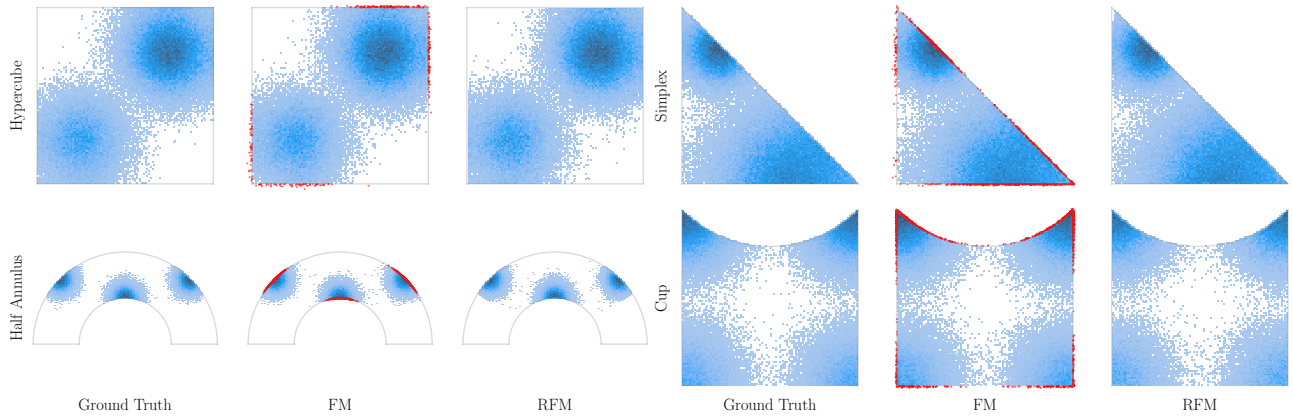 Hypercube
Simplex
Half Annulus
Cup
Ground Truth
FM
RFM
Ground Truth
FM
RFM